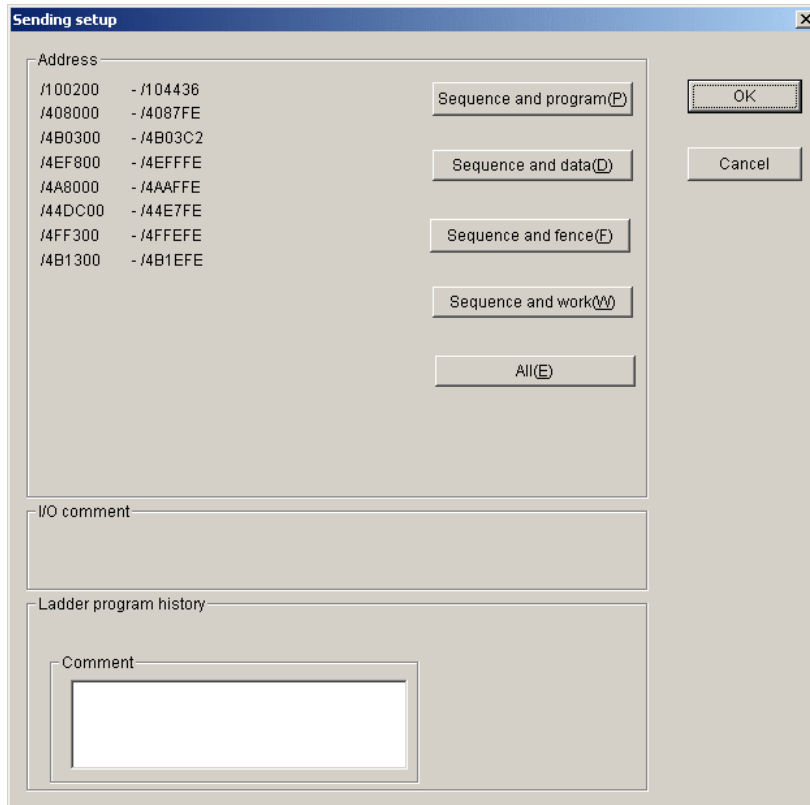 Sending setup
Address
/100200 - /104436
/408000 - /4087FE
/4B0300 - /4B03C2
/4EF800 - /4EFFFE
/4A8000 - /4AAFFE
/44DC00 - /44E7FE
/4FF300 - /4FFEFE
/4B1300 - /4B1EFE
Sequence and program(P)
Sequence and data(D)
Sequence and fence(F)
Sequence and work(W)
All(E)
OK
Cancel
I/O comment
Ladder program history
Comment